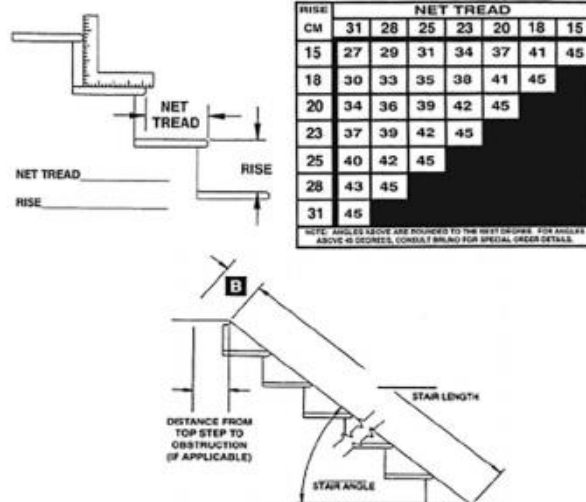 NET
TREAD
RISE
NET TREAD
RISE
RISE NET TREAD
CM 31 28 25 23 20 18 15
15 27 29 31 34 37 41 45
18 30 33 35 38 41 45
20 34 36 39 42 45
23 37 39 42 45
25 40 42 45
28 43 45
31 45
NOTE: ANGLES ABOVE ARE ROUNDED TO THE NEXT DEGREE. FOR ANGLES
ABOVE 45 DEGREES, CONSULT BRUNO FOR SPECIAL ORDER DETAILS.
B
STAIR LENGTH
DISTANCE FROM
TOP STEP TO
OBSTRUCTION
(IF APPLICABLE)
STAIR ANGLE